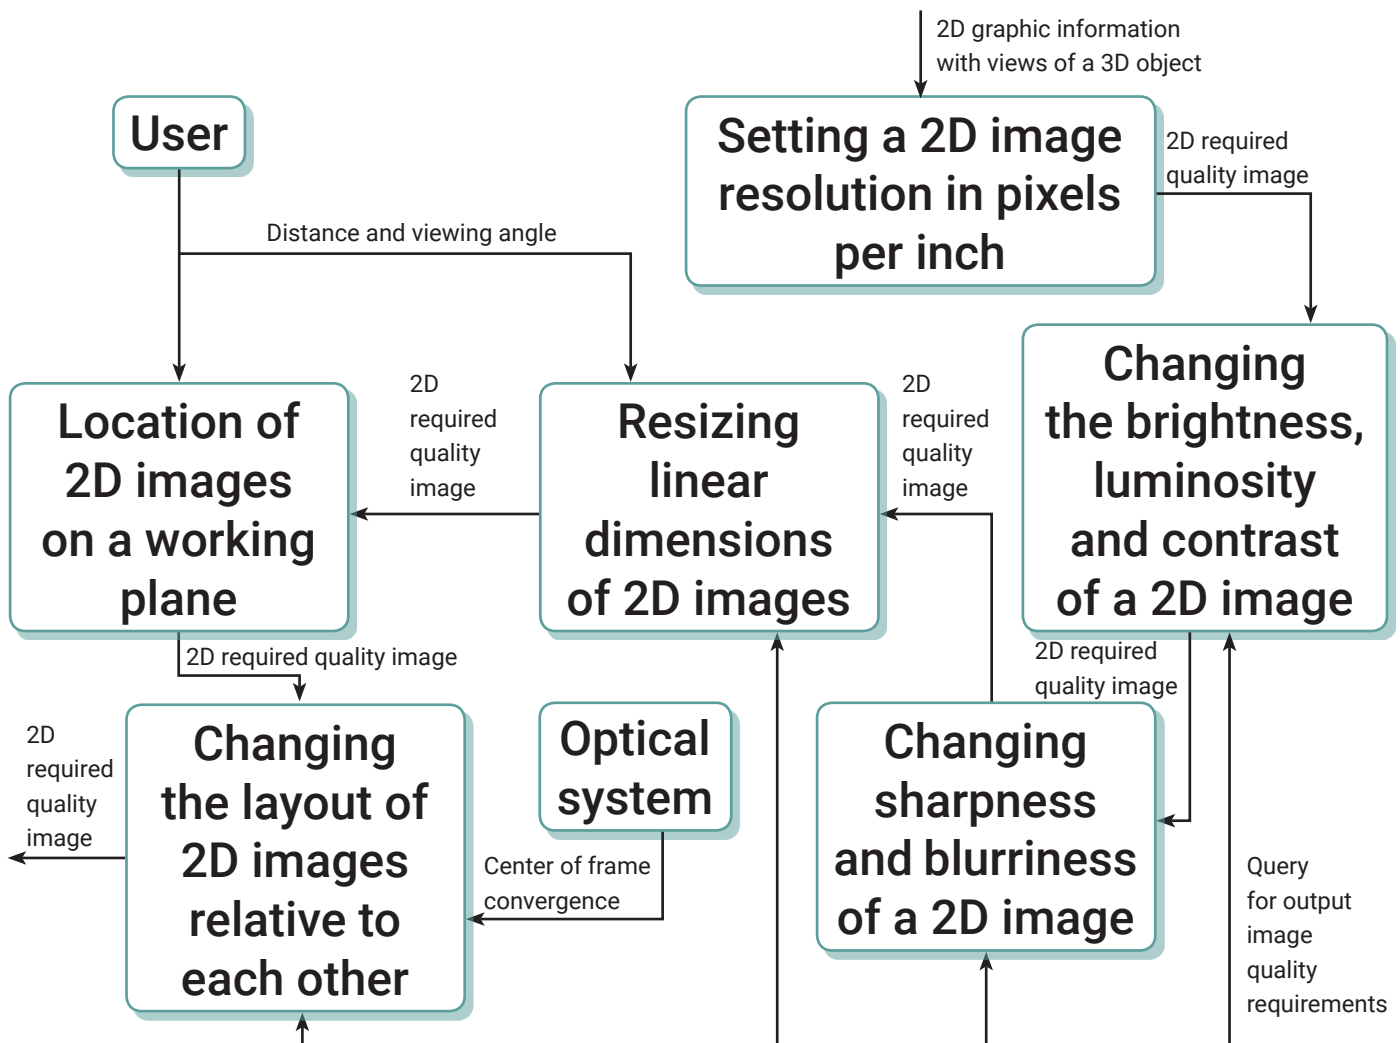 2D graphic information
with views of a 3D object
User
Setting a 2D image
resolution in pixels
per inch
2D required
quality image
Distance and viewing angle
Location of
2D images
on a working
plane
2D
required
quality
image
Resizing
linear
dimensions
of 2D images
2D
required
quality
image
Changing
the brightness,
luminosity
and contrast
of a 2D image
2D required quality image
2D required
quality image
2D
required
quality
image
Changing
the layout of
2D images
relative to
each other
Optical
system
Center of frame
convergence
Changing
sharpness
and blurriness
of a 2D image
Query
for output
image
quality
requirements